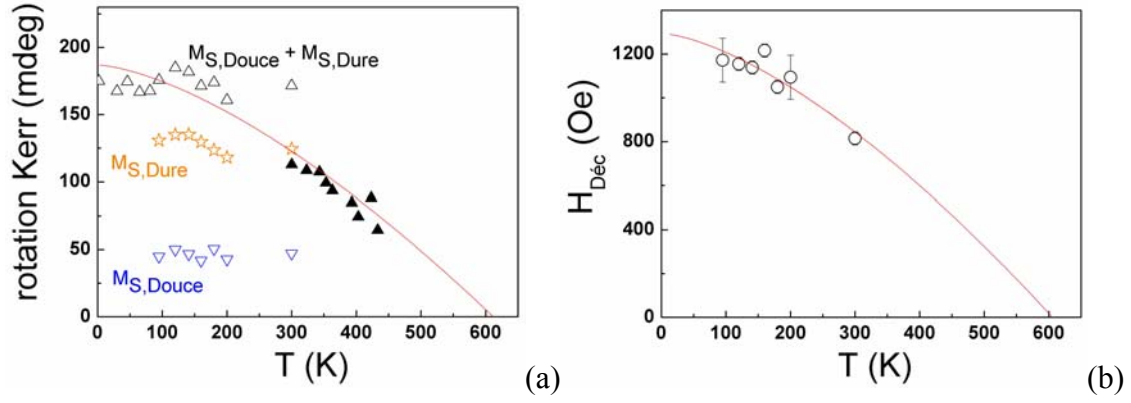 rotation Kerr (mdeg)
200
150
100
50
0
M_S,Douce + M_S,Dure
M_S,Dure
M_S,Douce
0 100 200 300 400 500 600
T (K)
(a)
H_Déc (Oe)
1200
800
400
0
0 100 200 300 400 500 600
T (K)
(b)